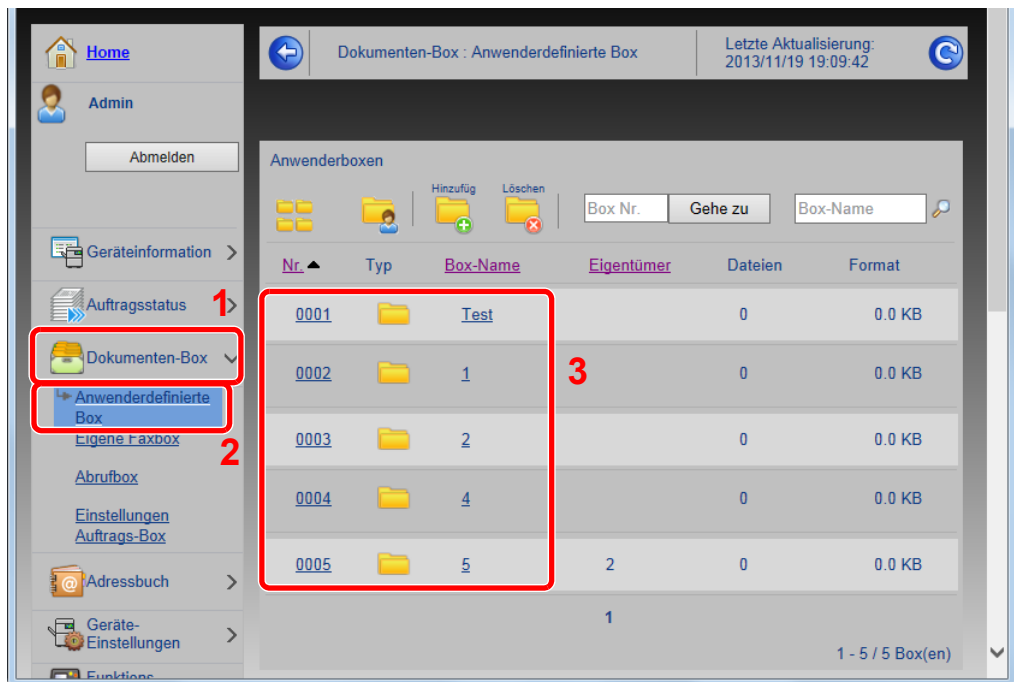 Home
Admin
Abmelden
Geräteinformation
Auftragsstatus
1
Dokumenten-Box
Anwenderdefinierte
Box
2
Eigene Faxbox
Abrufbox
Einstellungen
Auftrags-Box
Adressbuch
Geräte-
Einstellungen
Funktions
Dokumenten-Box : Anwenderdefinierte Box
Letzte Aktualisierung:
2013/11/19 19:09:42
Anwenderboxen
Hinzufüg Löschen
Box Nr. Gehe zu Box-Name
Nr. Typ Box-Name Eigentümer Dateien Format
0001 Test 0 0.0 KB
0002 1 0 0.0 KB
3
0003 2 0 0.0 KB
0004 4 0 0.0 KB
0005 5 2 0 0.0 KB
1
1 - 5 / 5 Box(en)